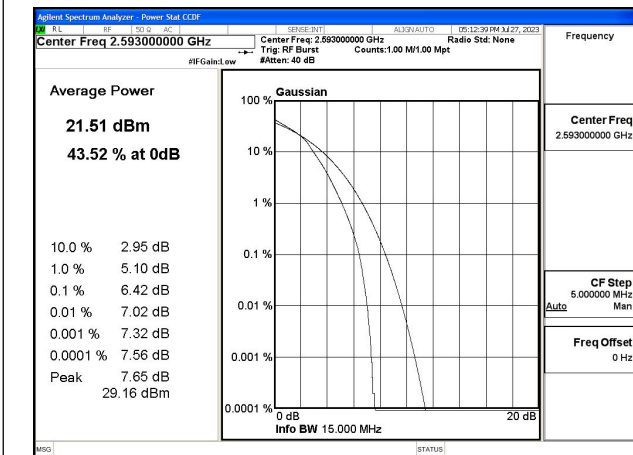 Agilent Spectrum Analyzer - Power Stat CCDF
RL RF 50 Ω AC SENSE:INT ALIGN AUTO 05:12:39 PM Jul 27, 2023
Center Freq 2.593000000 GHz
Center Freq: 2.593000000 GHz Radio Std: None
Trig: RF Burst Counts:1.00 M/1.00 Mpt
#IFGain:Low #Atten: 40 dB
Frequency
Average Power
21.51 dBm
43.52 % at 0dB
10.0 % 2.95 dB
1.0 % 5.10 dB
0.1 % 6.42 dB
0.01 % 7.02 dB
0.001 % 7.32 dB
0.0001 % 7.56 dB
Peak 7.65 dB
29.16 dBm
Gaussian
100 %
10 %
1 %
0.1 %
0.01 %
0.001 %
0.0001 %
0 dB 20 dB
Info BW 15.000 MHz
Center Freq
2.593000000 GHz
CF Step
5.000000 MHz
Auto Man
Freq Offset
0 Hz
MSG STATUS